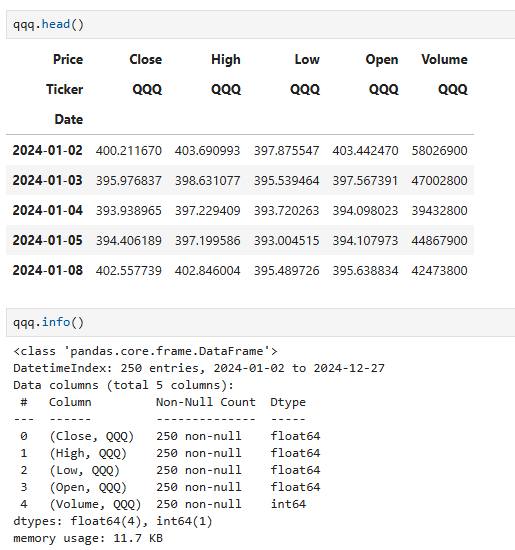 qqq.head()
Price Close High Low Open Volume
Ticker QQQ QQQ QQQ QQQ QQQ
Date
2024-01-02 400.211670 403.690993 397.875547 403.442470 58026900
2024-01-03 395.976837 398.631077 395.539464 397.567391 47002800
2024-01-04 393.938965 397.229409 393.720263 394.098023 39432800
2024-01-05 394.406189 397.199586 393.004515 394.107973 44867900
2024-01-08 402.557739 402.846004 395.489726 395.638834 42473800
qqq.info()
<class 'pandas.core.frame.DataFrame'>
DatetimeIndex: 250 entries, 2024-01-02 to 2024-12-27
Data columns (total 5 columns):
 #   Column         Non-Null Count  Dtype
---  ------         --------------  -----
 0   (Close, QQQ)   250 non-null    float64
 1   (High, QQQ)    250 non-null    float64
 2   (Low, QQQ)     250 non-null    float64
 3   (Open, QQQ)    250 non-null    float64
 4   (Volume, QQQ)  250 non-null    int64
dtypes: float64(4), int64(1)
memory usage: 11.7 KB